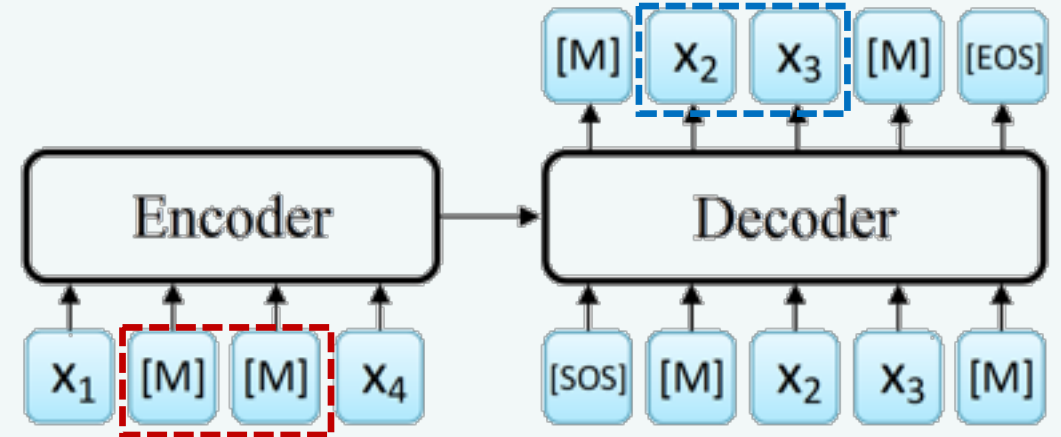 [M] x₂ x₃ [M] [EOS]
Encoder Decoder
x₁ [M] [M] x₄ [SOS] [M] x₂ x₃ [M]